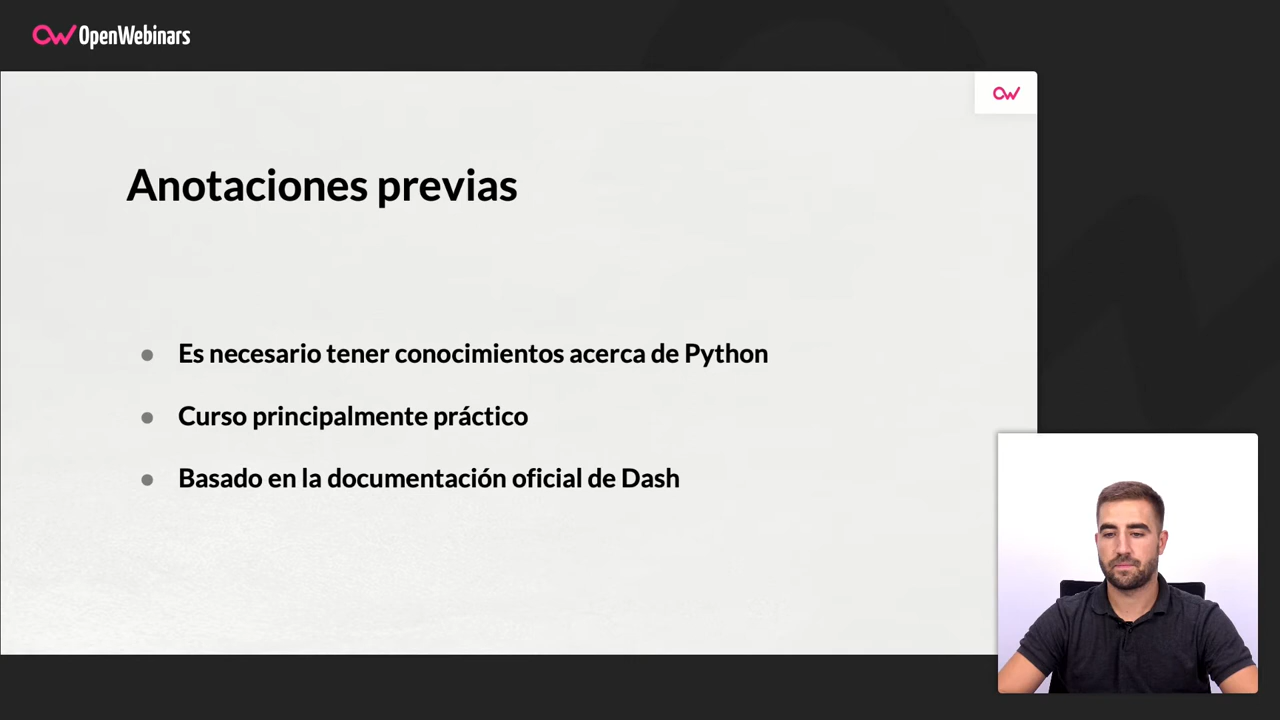 OpenWebinars
Anotaciones previas
Es necesario tener conocimientos acerca de Python
Curso principalmente práctico
Basado en la documentación oficial de Dash